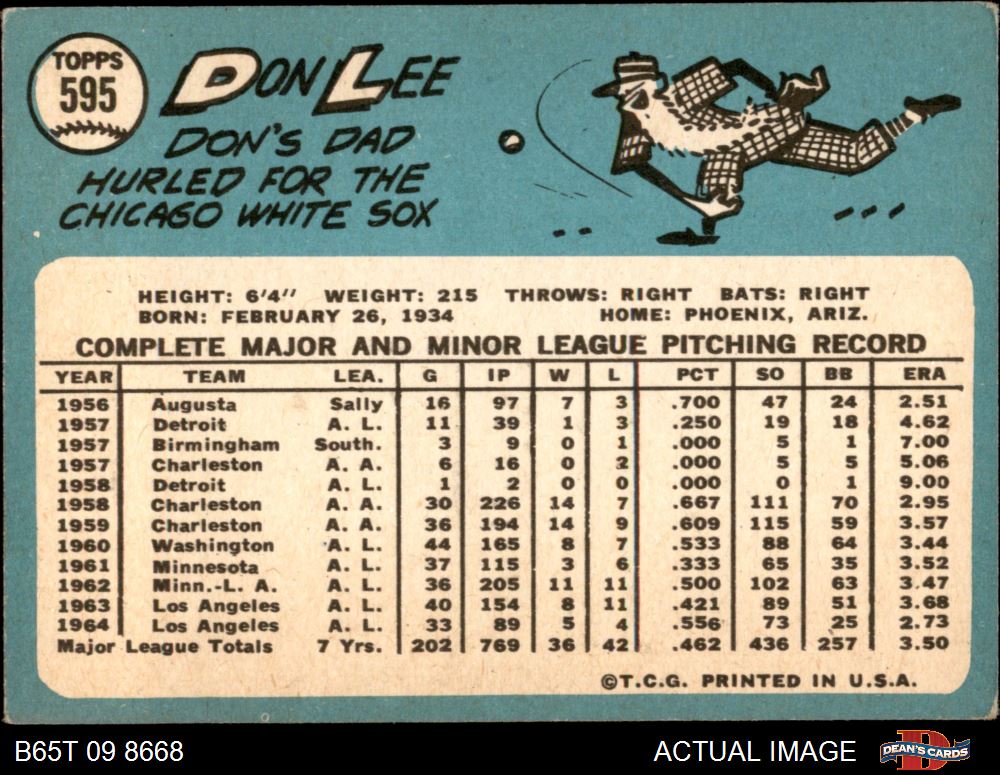 TOPPS
595
DON LEE
DON'S DAD
HURLED FOR THE
CHICAGO WHITE SOX
HEIGHT: 6'4" WEIGHT: 215 THROWS: RIGHT BATS: RIGHT
BORN: FEBRUARY 26, 1934 HOME: PHOENIX, ARIZ.
COMPLETE MAJOR AND MINOR LEAGUE PITCHING RECORD
YEAR TEAM LEA. G IP W L PCT SO BB ERA
1956 Augusta Sally 16 97 7 3 .700 47 24 2.51
1957 Detroit A. L. 11 39 1 3 .250 19 18 4.62
1957 Birmingham South. 3 9 0 1 .000 5 1 7.00
1957 Charleston A. A. 6 16 0 2 .000 5 5 5.06
1958 Detroit A. L. 1 2 0 0 .000 0 1 9.00
1958 Charleston A. A. 30 226 14 7 .667 111 70 2.95
1959 Charleston A. A. 36 194 14 9 .609 115 59 3.57
1960 Washington A. L. 44 165 8 7 .533 88 64 3.44
1961 Minnesota A. L. 37 115 3 6 .333 65 35 3.52
1962 Minn.-L. A. A. L. 36 205 11 11 .500 102 63 3.47
1963 Los Angeles A. L. 40 154 8 11 .421 89 51 3.68
1964 Los Angeles A. L. 33 89 5 4 .556 73 25 2.73
Major League Totals 7 Yrs. 202 769 36 42 .462 436 257 3.50
©T.C.G. PRINTED IN U.S.A.
B65T 09 8668 ACTUAL IMAGE DEAN'S CARDS